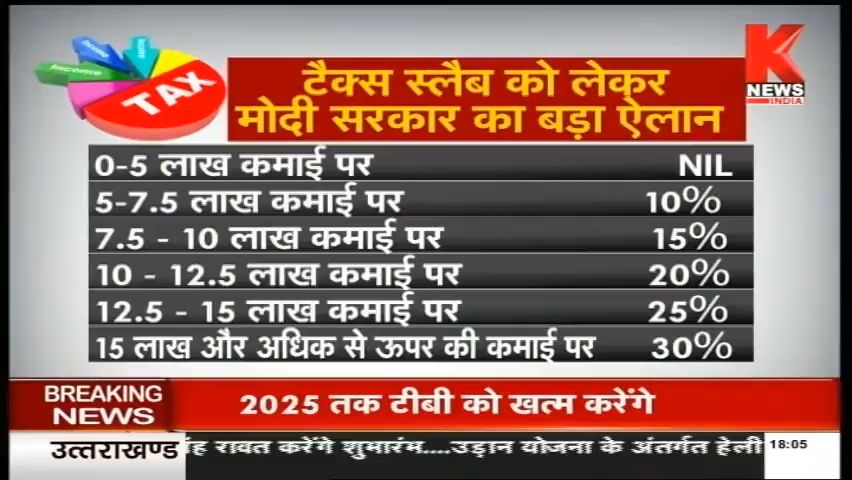 Income
Income
Income
TAX
टैक्स स्लैब को लेकर
मोदी सरकार का बड़ा ऐलान
K
NEWS
INDIA
0-5 लाख कमाई पर NIL
5-7.5 लाख कमाई पर 10%
7.5 - 10 लाख कमाई पर 15%
10 - 12.5 लाख कमाई पर 20%
12.5 - 15 लाख कमाई पर 25%
15 लाख और अधिक से ऊपर की कमाई पर 30%
BREAKING
NEWS
2025 तक टीबी को खत्म करेंगे
उत्तराखण्ड रावत करेंगे शुभारंभ....उड़ान योजना के अंतर्गत हेली 18:05